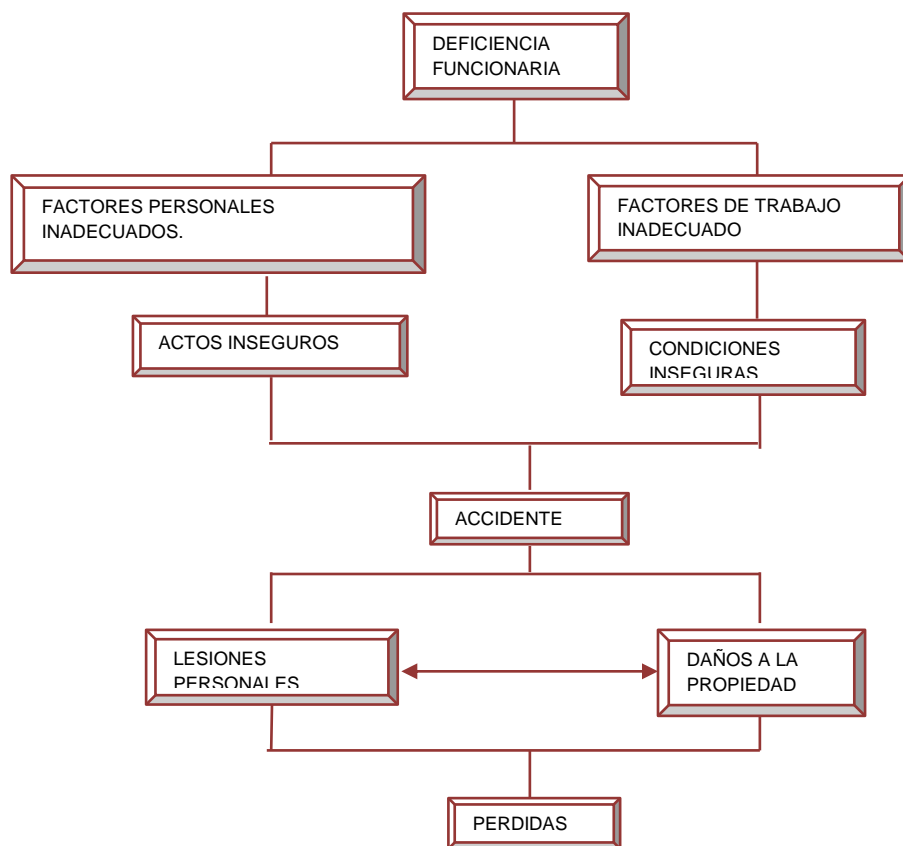 DEFICIENCIA
FUNCIONARIA
FACTORES PERSONALES
INADECUADOS.
FACTORES DE TRABAJO
INADECUADO
ACTOS INSEGUROS
CONDICIONES
INSEGURAS
ACCIDENTE
LESIONES
PERSONALES
DAÑOS A LA
PROPIEDAD
PERDIDAS